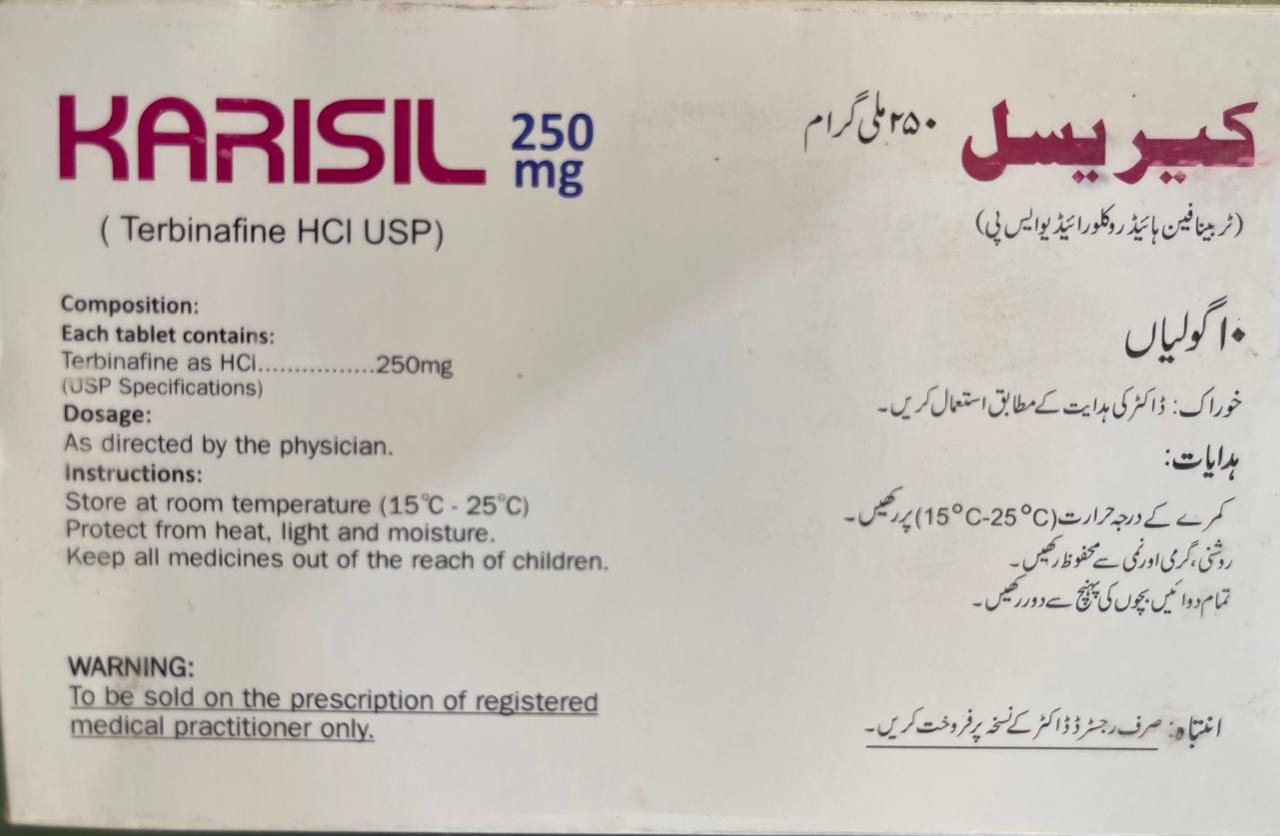 KARISIL 250 mg
( Terbinafine HCl USP)
Composition:
Each tablet contains:
Terbinafine as HCl................250mg
(USP Specifications)
Dosage:
As directed by the physician.
Instructions:
Store at room temperature (15°C - 25°C)
Protect from heat, light and moisture.
Keep all medicines out of the reach of children.
WARNING:
To be sold on the prescription of registered
medical practitioner only.
کیریسل ۲۵۰ ملی گرام
(ٹربینافین ہائیڈروکلورائیڈ یو ایس پی)
۱۰ گولیاں
خوراک: ڈاکٹر کی ہدایت کے مطابق استعمال کریں۔
ہدایات:
کمرے کے درجہ حرارت (15°C-25°C) پر رکھیں۔
روشنی، گرمی اور نمی سے محفوظ رکھیں۔
تمام دوائیں بچوں کی پہنچ سے دور رکھیں۔
انتباہ: صرف رجسٹرڈ ڈاکٹر کے نسخہ پر فروخت کریں۔